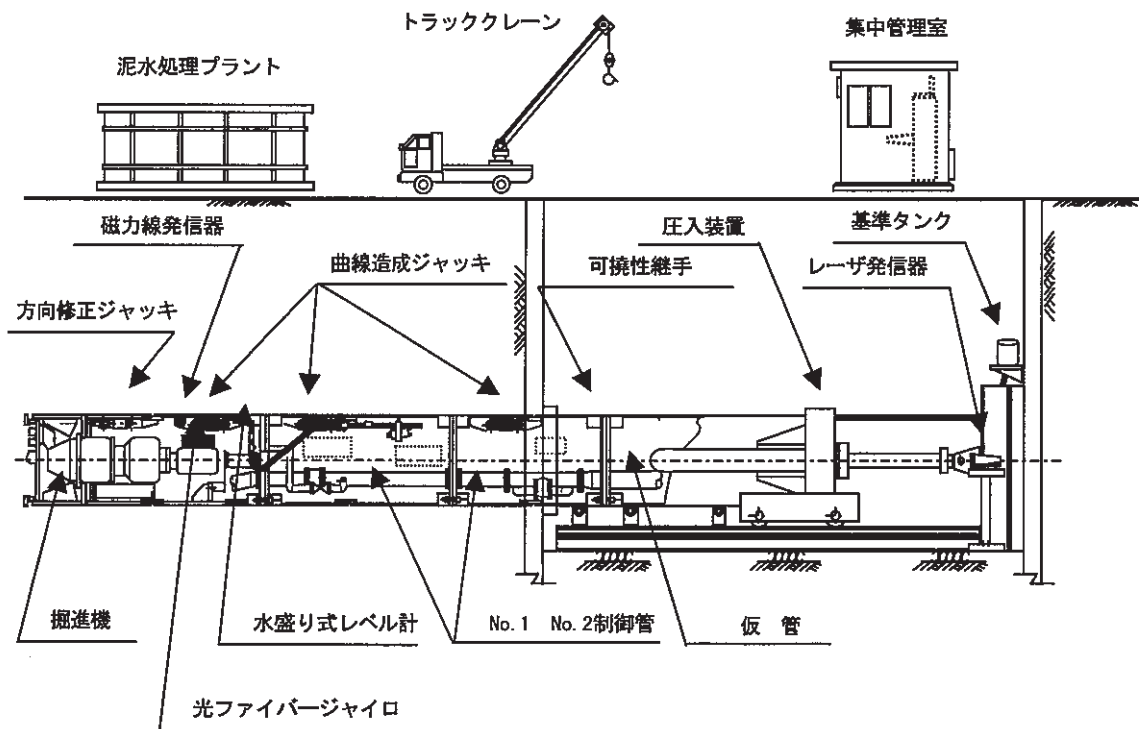 トラッククレーン
集中管理室
泥水処理プラント
磁力線発信器
圧入装置
基準タンク
曲線造成ジャッキ
可撓性継手
レーザ発信器
方向修正ジャッキ
掘進機
水盛り式レベル計
No.1 No.2制御管
仮 管
光ファイバージャイロ